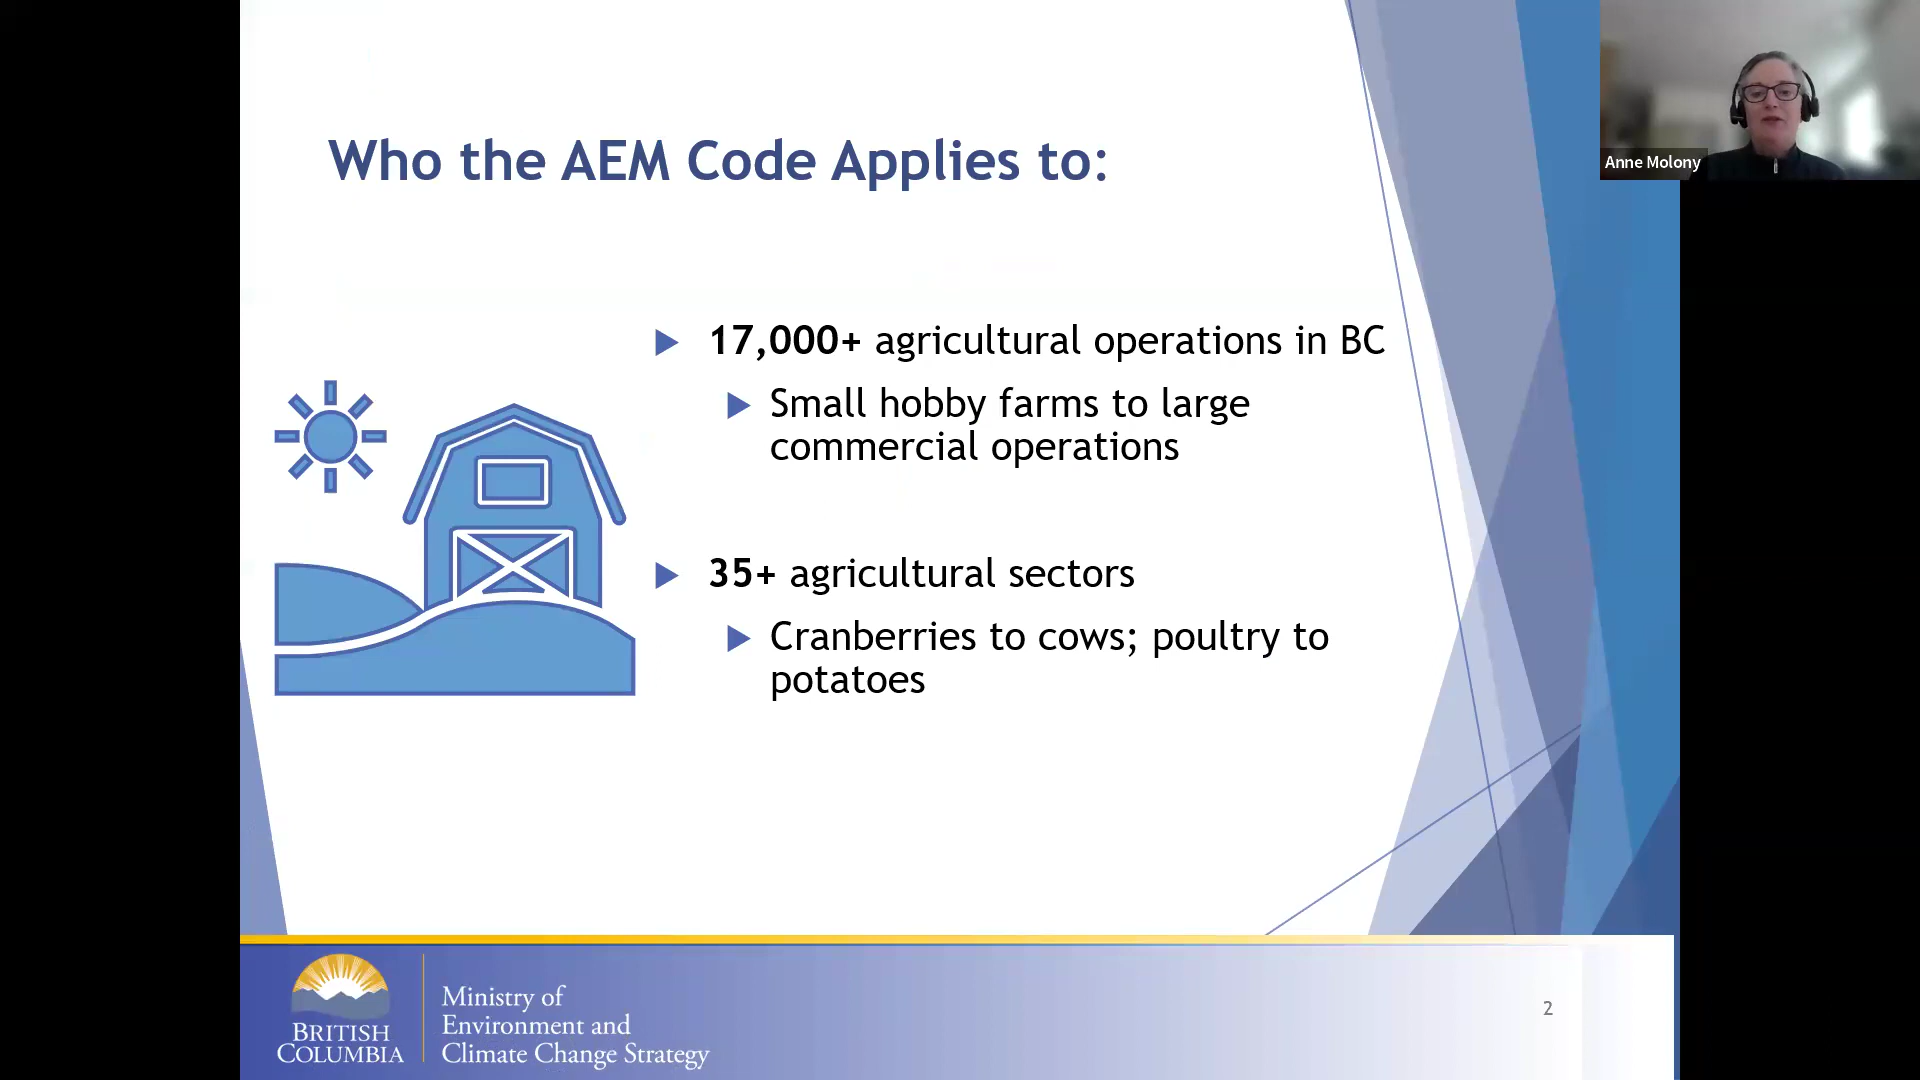 Who the AEM Code Applies to:
Anne Molony
17,000+ agricultural operations in BC
Small hobby farms to large
commercial operations
35+ agricultural sectors
Cranberries to cows; poultry to
potatoes
BRITISH
COLUMBIA
Ministry of
Environment and
Climate Change Strategy
2